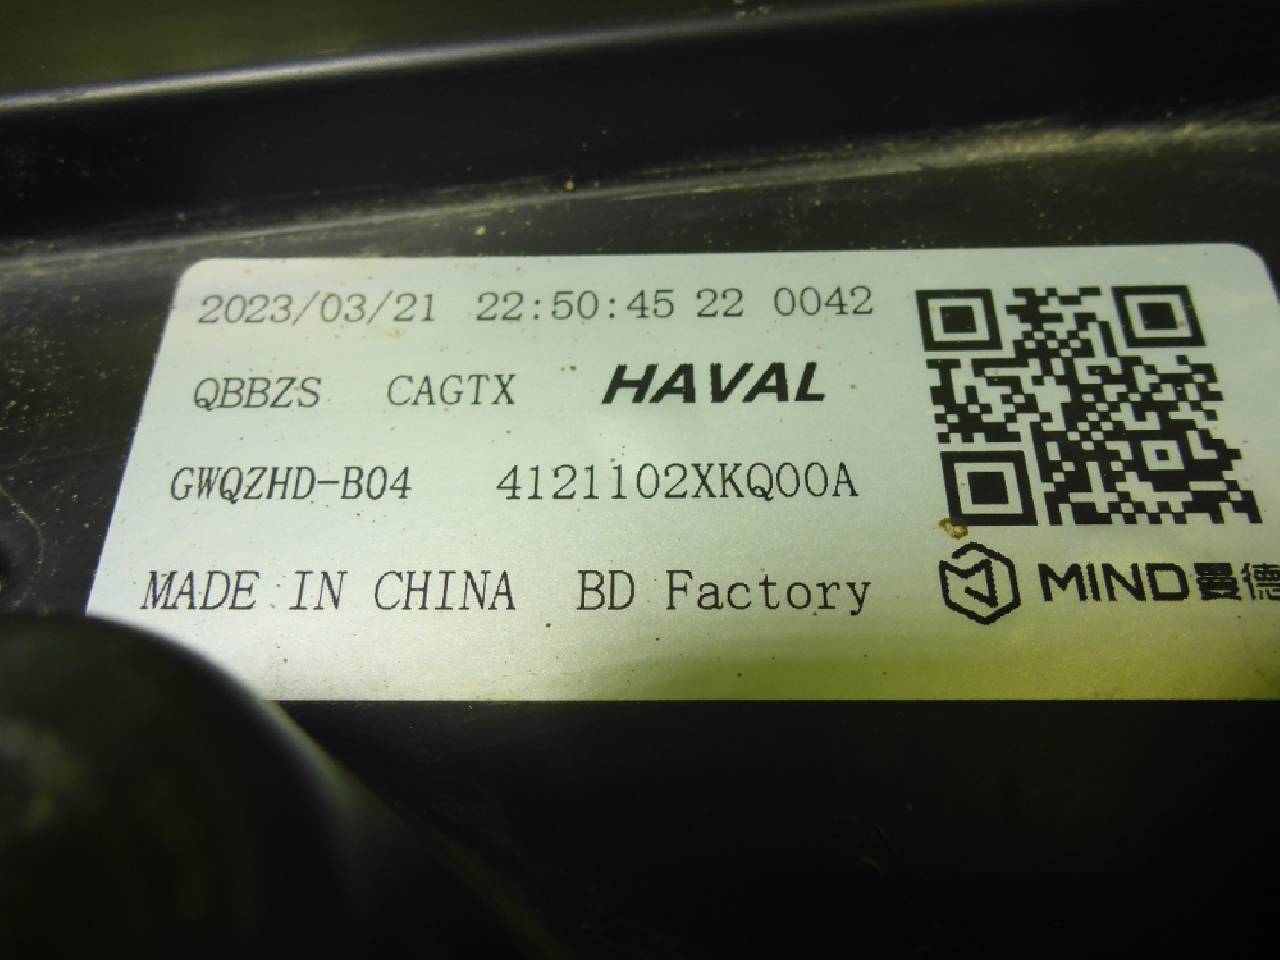 2023/03/21 22:50:45 22 0042
QBBZS CAGTX HAVAL
GWQZHD-B04 4121102XKQ00A
MADE IN CHINA BD Factory
MIND曼德